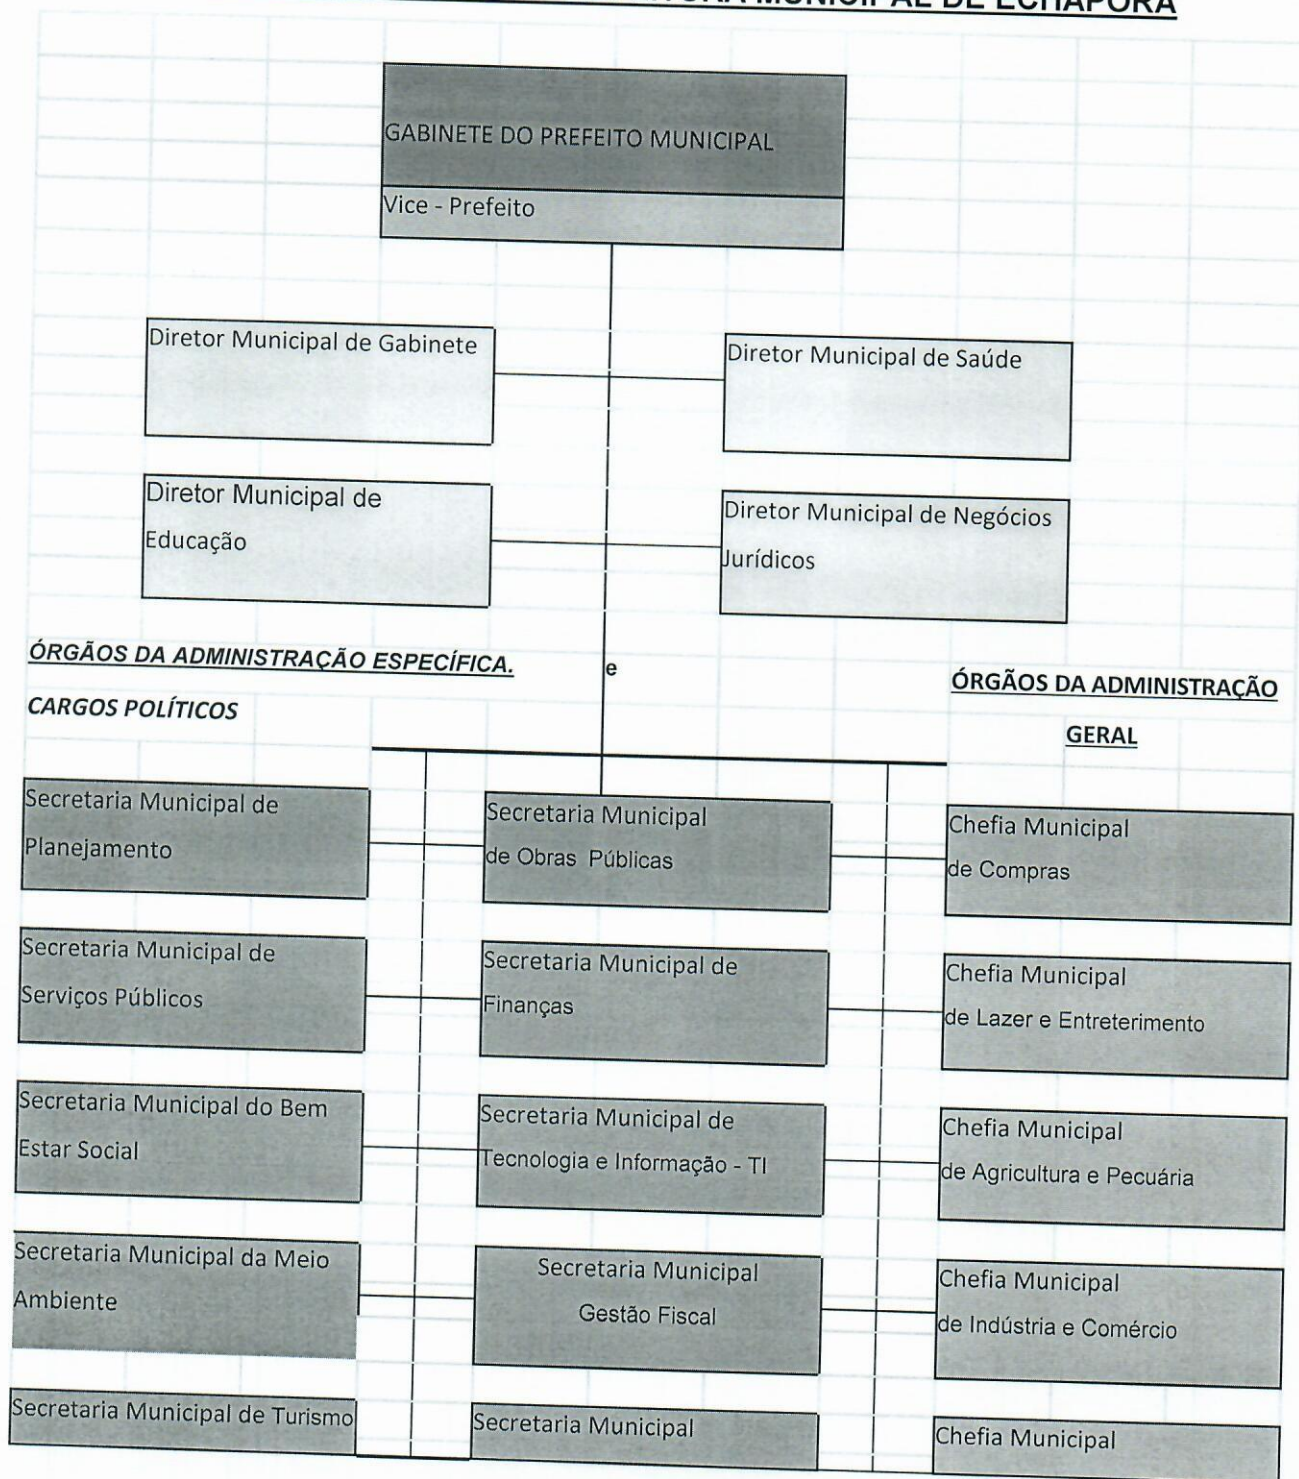 MUNICIPAL DE ECHAPORÃ
GABINETE DO PREFEITO MUNICIPAL
Vice - Prefeito
Diretor Municipal de Gabinete
Diretor Municipal de Saúde
Diretor Municipal de
Educação
Diretor Municipal de Negócios
Jurídicos
ÓRGÃOS DA ADMINISTRAÇÃO ESPECÍFICA.
e
CARGOS POLÍTICOS
ÓRGÃOS DA ADMINISTRAÇÃO
GERAL
Secretaria Municipal de
Planejamento
Secretaria Municipal
de Obras Públicas
Chefia Municipal
de Compras
Secretaria Municipal de
Serviços Públicos
Secretaria Municipal de
Finanças
Chefia Municipal
de Lazer e Entreterimento
Secretaria Municipal do Bem
Estar Social
Secretaria Municipal de
Tecnologia e Informação - TI
Chefia Municipal
de Agricultura e Pecuária
Secretaria Municipal da Meio
Ambiente
Secretaria Municipal
Gestão Fiscal
Chefia Municipal
de Indústria e Comércio
Secretaria Municipal de Turismo
Secretaria Municipal
Chefia Municipal